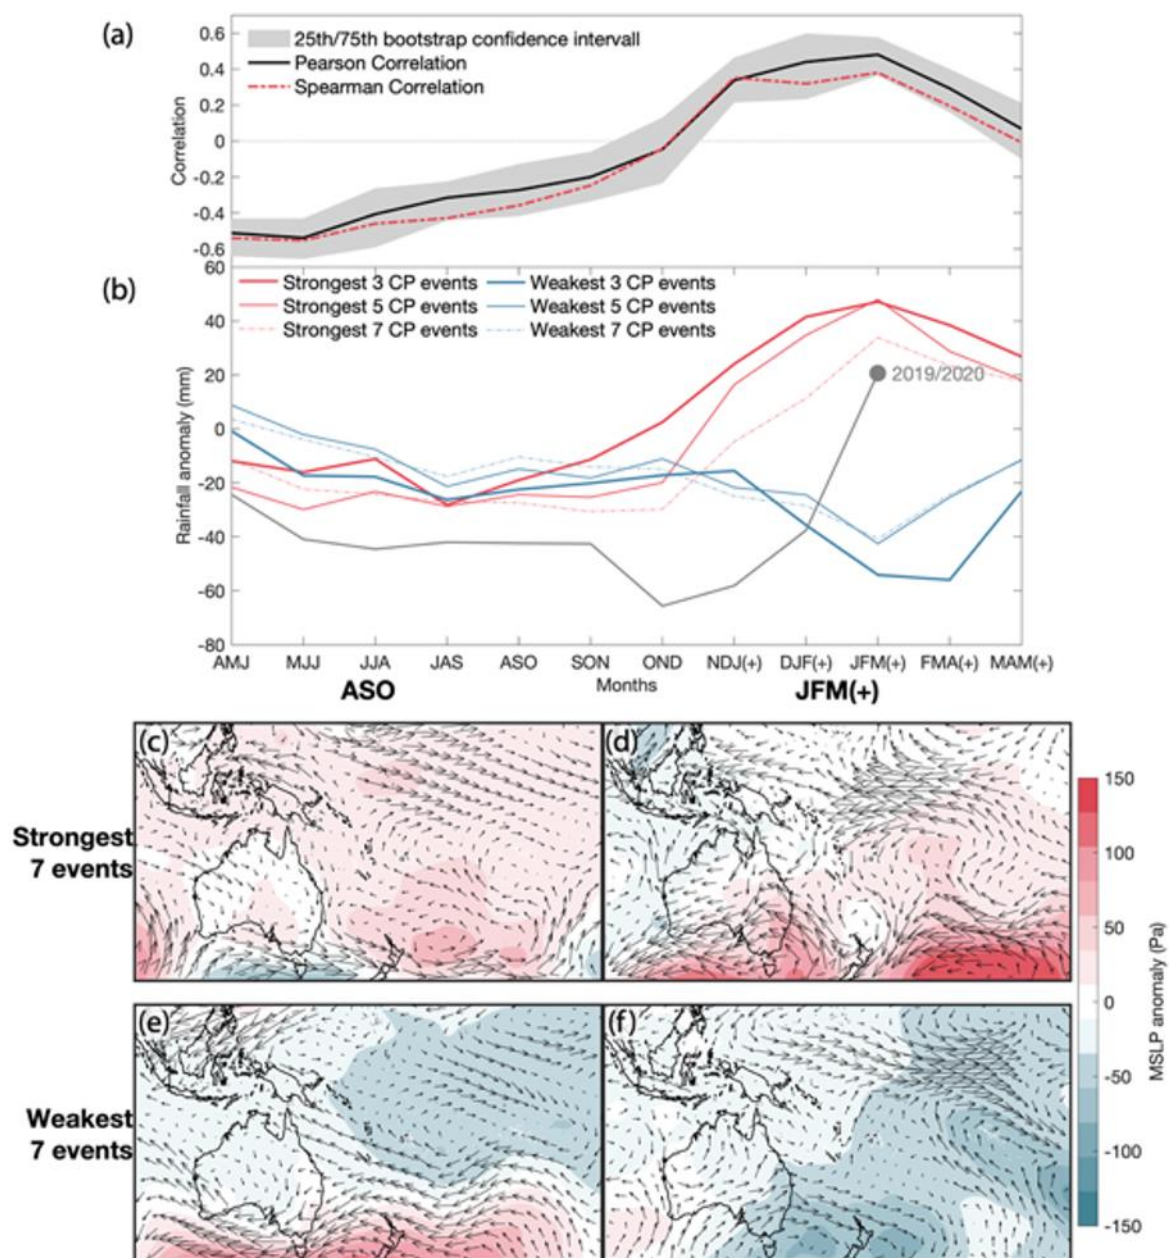 (a)
0.6
0.4
0.2
0
-0.2
-0.4
-0.6
Correlation
25th/75th bootstrap confidence intervall
Pearson Correlation
Spearman Correlation
(b)
60
40
20
0
-20
-40
-60
-80
Rainfall anomaly (mm)
Strongest 3 CP events
Weakest 3 CP events
Strongest 5 CP events
Weakest 5 CP events
Strongest 7 CP events
Weakest 7 CP events
2019/2020
AMJ MJJ JJA JAS ASO SON OND NDJ(+) DJF(+) JFM(+) FMA(+) MAM(+)
Months
ASO
JFM(+)
(c)
(d)
Strongest
7 events
(e)
(f)
Weakest
7 events
150
100
50
0
-50
-100
-150
MSLP anomaly (Pa)